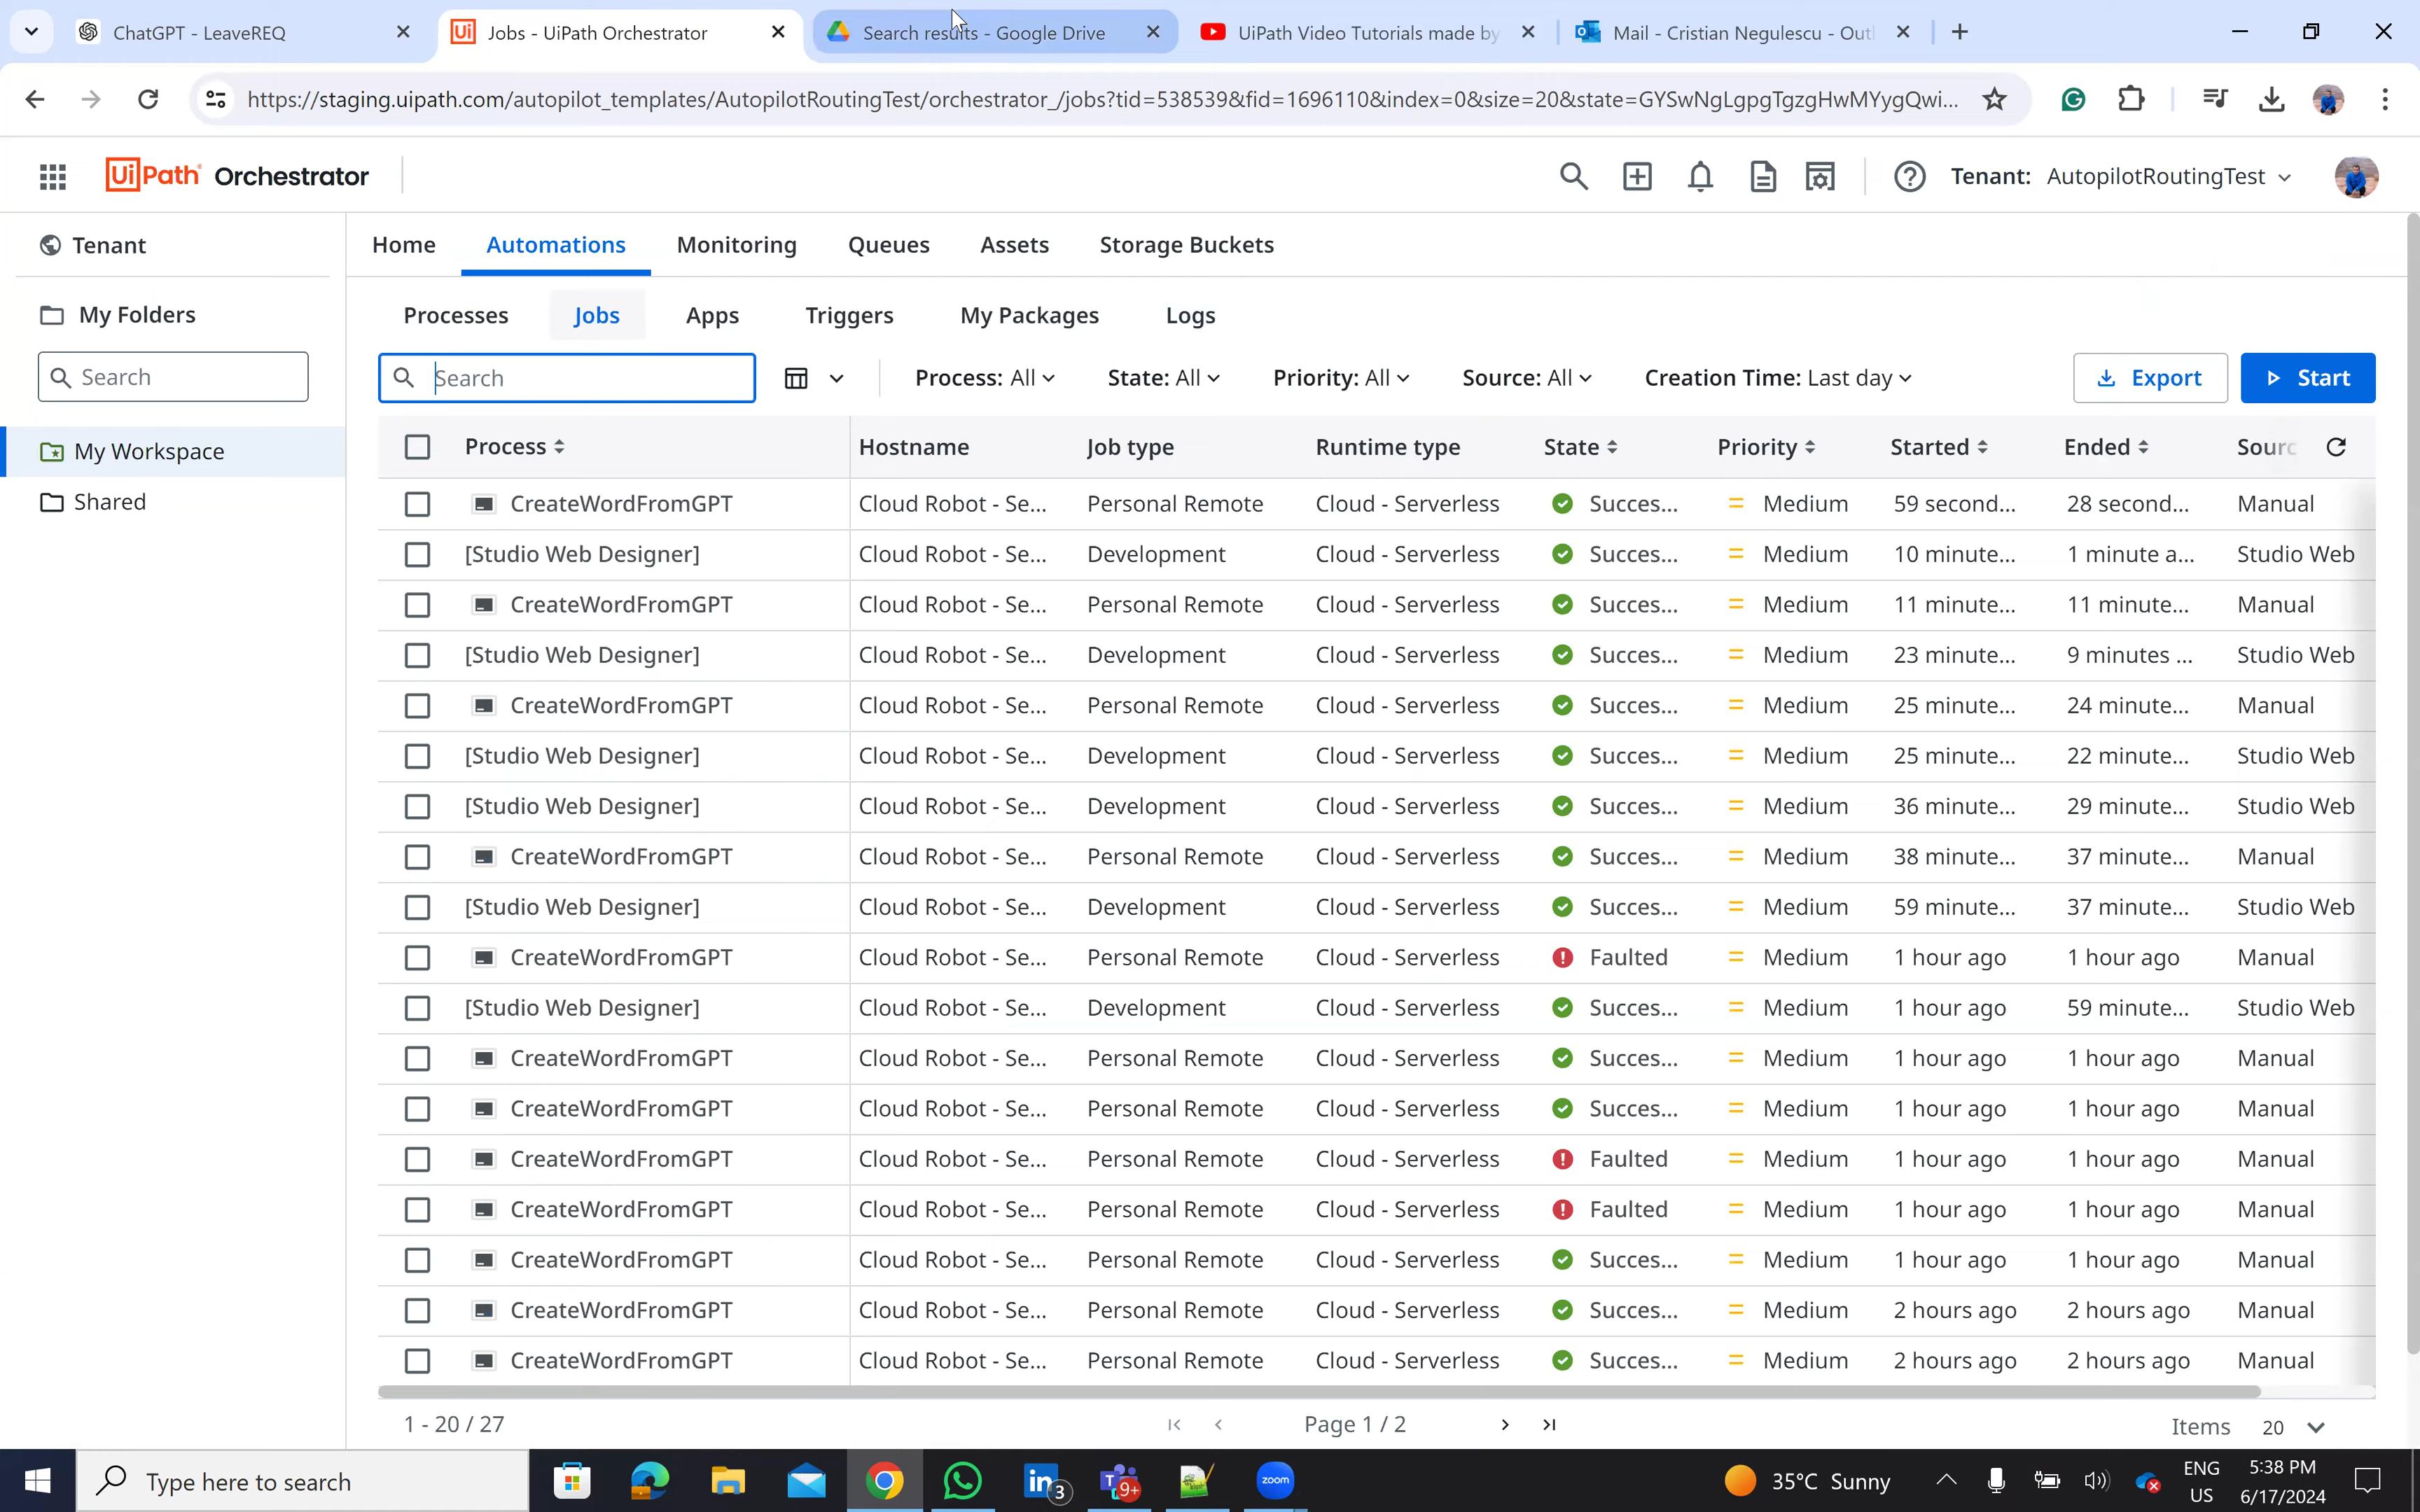 ChatGPT - LeaveREQ
Jobs - UiPath Orchestrator
Search results - Google Drive
UiPath Video Tutorials made by
Mail - Cristian Negulescu - Out
https://staging.uipath.com/autopilot_templates/AutopilotRoutingTest/orchestrator_/jobs?tid=538539&fid=1696110&index=0&size=20&state=GYSwNgLgpgTgzgHwMYygQwi...
UiPath Orchestrator
Tenant: AutopilotRoutingTest
Tenant
Home Automations Monitoring Queues Assets Storage Buckets
My Folders
Processes Jobs Apps Triggers My Packages Logs
Search
Search
Process: All State: All Priority: All Source: All Creation Time: Last day Export Start
My Workspace
Shared
Process Hostname Job type Runtime type State Priority Started Ended Sourc
CreateWordFromGPT Cloud Robot - Se... Personal Remote Cloud - Serverless Succes... Medium 59 second... 28 second... Manual
[Studio Web Designer] Cloud Robot - Se... Development Cloud - Serverless Succes... Medium 10 minute... 1 minute a... Studio Web
CreateWordFromGPT Cloud Robot - Se... Personal Remote Cloud - Serverless Succes... Medium 11 minute... 11 minute... Manual
[Studio Web Designer] Cloud Robot - Se... Development Cloud - Serverless Succes... Medium 23 minute... 9 minutes ... Studio Web
CreateWordFromGPT Cloud Robot - Se... Personal Remote Cloud - Serverless Succes... Medium 25 minute... 24 minute... Manual
[Studio Web Designer] Cloud Robot - Se... Development Cloud - Serverless Succes... Medium 25 minute... 22 minute... Studio Web
[Studio Web Designer] Cloud Robot - Se... Development Cloud - Serverless Succes... Medium 36 minute... 29 minute... Studio Web
CreateWordFromGPT Cloud Robot - Se... Personal Remote Cloud - Serverless Succes... Medium 38 minute... 37 minute... Manual
[Studio Web Designer] Cloud Robot - Se... Development Cloud - Serverless Succes... Medium 59 minute... 37 minute... Studio Web
CreateWordFromGPT Cloud Robot - Se... Personal Remote Cloud - Serverless Faulted Medium 1 hour ago 1 hour ago Manual
[Studio Web Designer] Cloud Robot - Se... Development Cloud - Serverless Succes... Medium 1 hour ago 59 minute... Studio Web
CreateWordFromGPT Cloud Robot - Se... Personal Remote Cloud - Serverless Succes... Medium 1 hour ago 1 hour ago Manual
CreateWordFromGPT Cloud Robot - Se... Personal Remote Cloud - Serverless Succes... Medium 1 hour ago 1 hour ago Manual
CreateWordFromGPT Cloud Robot - Se... Personal Remote Cloud - Serverless Faulted Medium 1 hour ago 1 hour ago Manual
CreateWordFromGPT Cloud Robot - Se... Personal Remote Cloud - Serverless Faulted Medium 1 hour ago 1 hour ago Manual
CreateWordFromGPT Cloud Robot - Se... Personal Remote Cloud - Serverless Succes... Medium 1 hour ago 1 hour ago Manual
CreateWordFromGPT Cloud Robot - Se... Personal Remote Cloud - Serverless Succes... Medium 2 hours ago 2 hours ago Manual
CreateWordFromGPT Cloud Robot - Se... Personal Remote Cloud - Serverless Succes... Medium 2 hours ago 2 hours ago Manual
1 - 20 / 27 Page 1 / 2 Items 20
Type here to search
in 3
T 9+
zoom
35°C Sunny
ENG
US
5:38 PM
6/17/2024